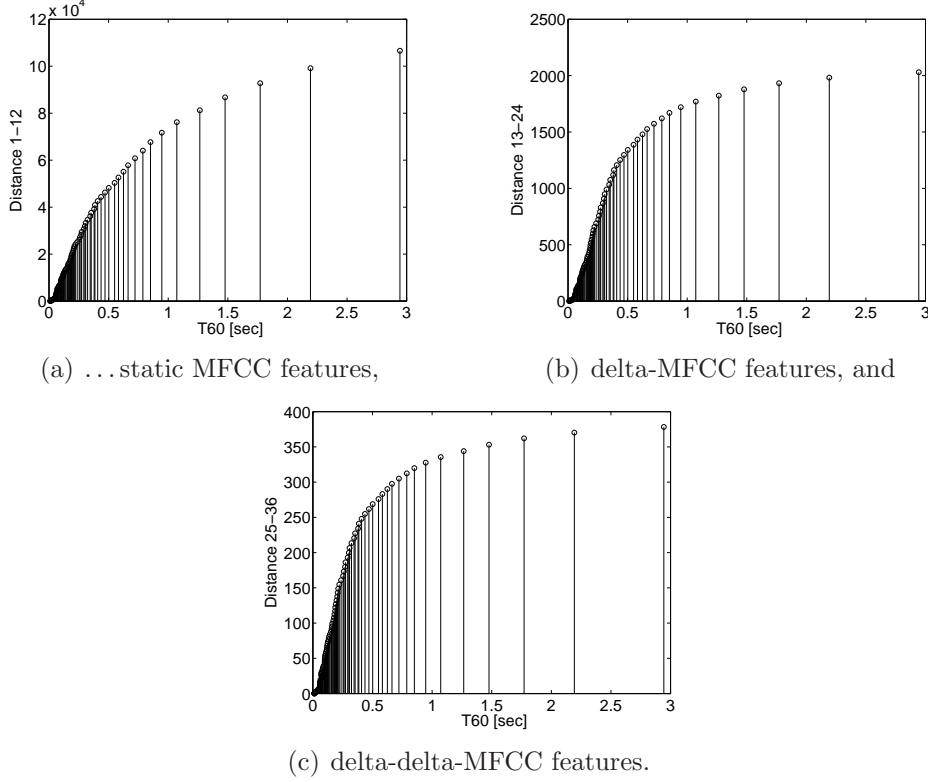 x 10⁴
12
10
8
6
4
2
0
Distance 1−12
0 0.5 1 1.5 2 2.5 3
T60 [sec]
(a) ...static MFCC features,
2500
2000
1500
1000
500
0
Distance 13−24
0 0.5 1 1.5 2 2.5 3
T60 [sec]
(b) delta-MFCC features, and
400
350
300
250
200
150
100
50
0
Distance 25−36
0 0.5 1 1.5 2 2.5 3
T60 [sec]
(c) delta-delta-MFCC features.